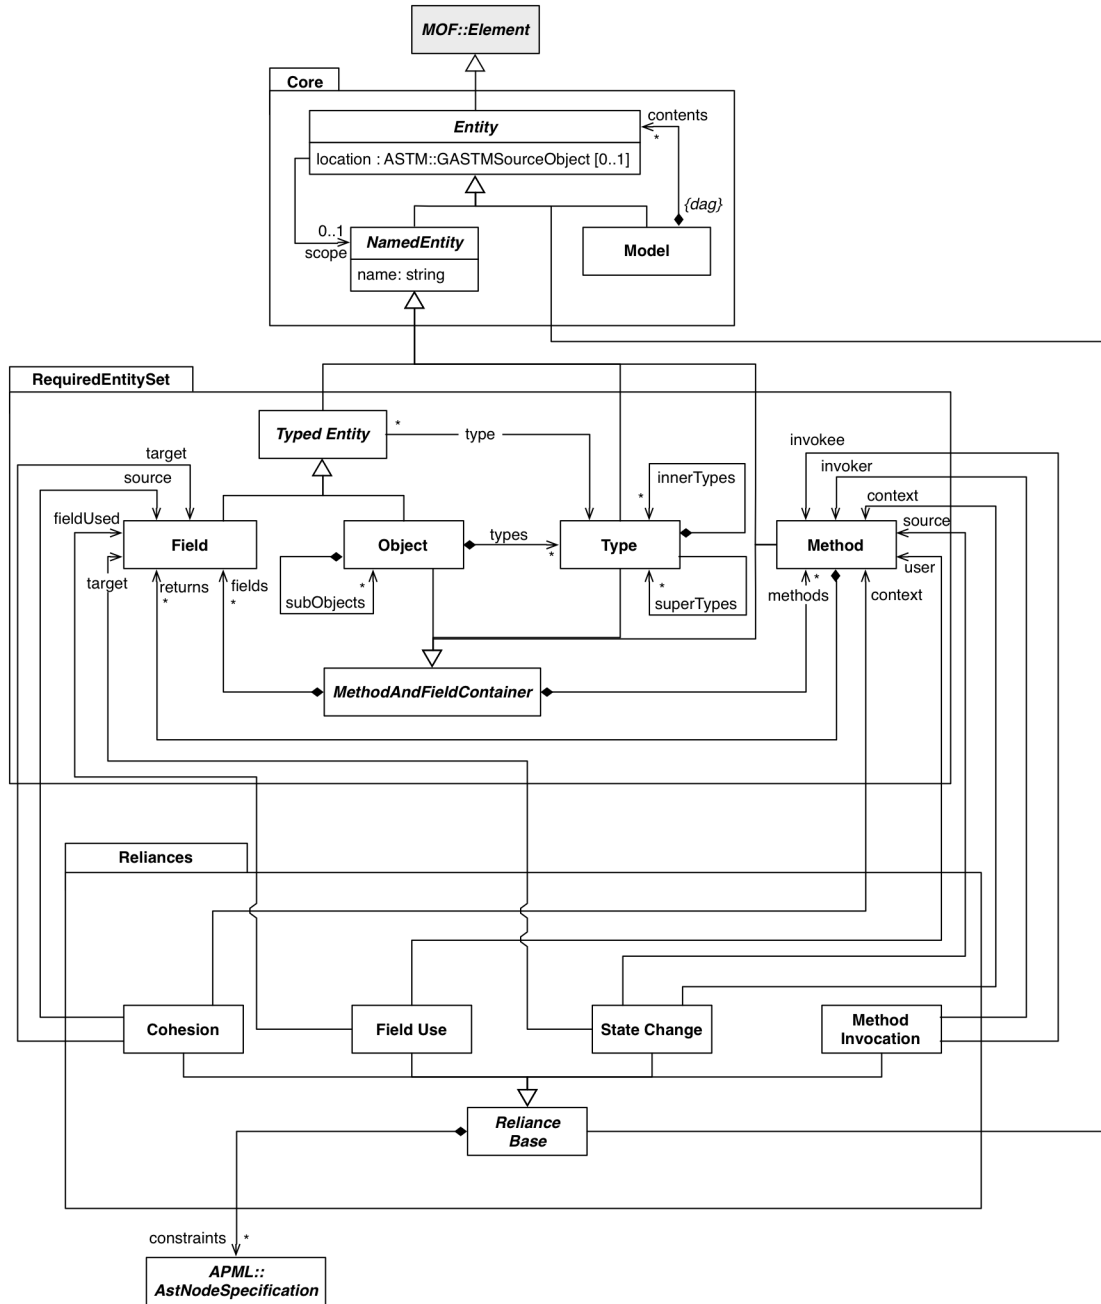 MOF::Element
Core
Entity
contents
*
location : ASTM::GASTMSourceObject [0..1]
{dag}
0..1
scope
NamedEntity
name: string
Model
RequiredEntitySet
Typed Entity
*
type
invokee
target
source
innerTypes
*
invoker
context
fieldUsed
Field
Object
types
*
Type
Method
source
target
returns
*
fields
*
subObjects
*
*
superTypes
methods
*
user
context
MethodAndFieldContainer
Reliances
Cohesion
Field Use
State Change
Method
Invocation
Reliance
Base
constraints
*
APML::
AstNodeSpecification